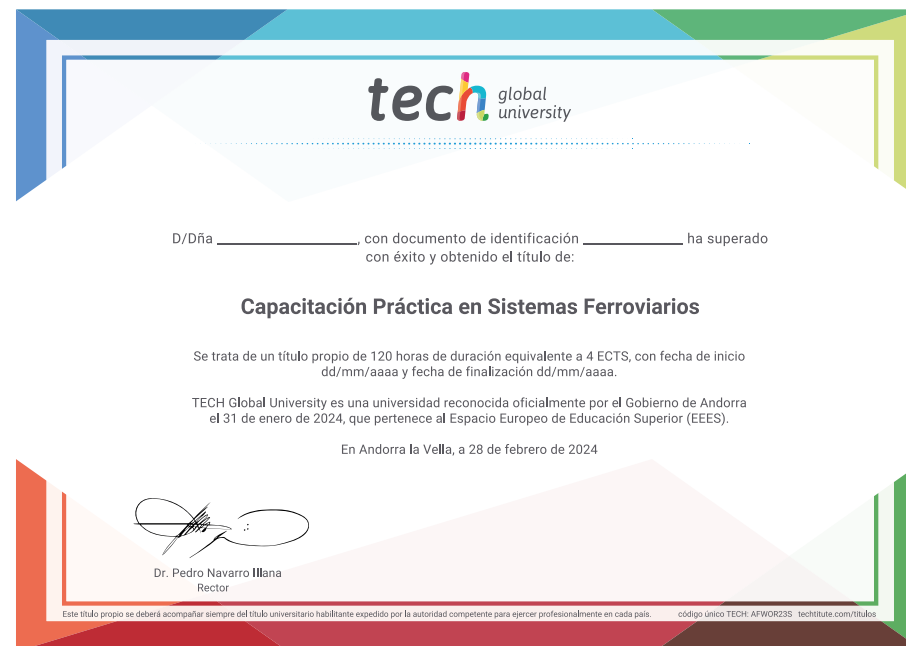 tech global
university
D/Dña ____________, con documento de identificación ____________ ha superado
con éxito y obtenido el título de:
Capacitación Práctica en Sistemas Ferroviarios
Se trata de un título propio de 120 horas de duración equivalente a 4 ECTS, con fecha de inicio
dd/mm/aaaa y fecha de finalización dd/mm/aaaa.
TECH Global University es una universidad reconocida oficialmente por el Gobierno de Andorra
el 31 de enero de 2024, que pertenece al Espacio Europeo de Educación Superior (EEES).
En Andorra la Vella, a 28 de febrero de 2024
Dr. Pedro Navarro Illana
Rector
Este título propio se deberá acompañar siempre del título universitario habilitante expedido por la autoridad competente para ejercer profesionalmente en cada país. código único TECH: AFWOR23S techtitute.com/titulos